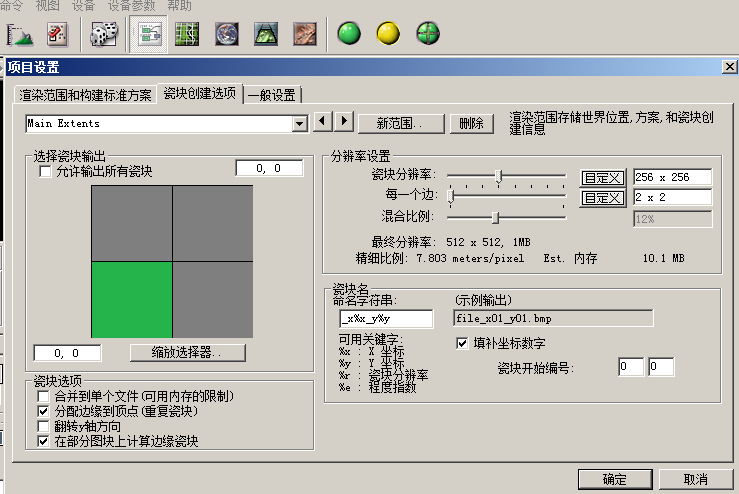 命令 视图 设备 设备参数 帮助
项目设置
渲染范围和构建标准方案 瓷块创建选项 一般设置
Main Extents
新范围..
删除
渲染范围存储世界位置,方案,和瓷块创
建信息
选择瓷块输出
允许输出所有瓷块
0, 0
0, 0
缩放选择器..
瓷块选项
合并到单个文件(可用内存的限制)
分配边缘到顶点(重复瓷块)
翻转y轴方向
在部分图块上计算边缘瓷块
分辨率设置
瓷块分辨率: 自定义 256 x 256
每一个边: 自定义 2 x 2
混合比例: 12%
最终分辨率: 512 x 512, 1MB
精细比例: 7.803 meters/pixel Est. 内存 10.1 MB
瓷块名
命名字符串: (示例输出)
_x%x_y%y file_x01_y01.bmp
可用关键字:
%x : X 坐标
%y : Y 坐标
%r : 瓷块分辨率
%e : 程度指数
填补坐标数字
瓷块开始编号: 0 0
确定 取消